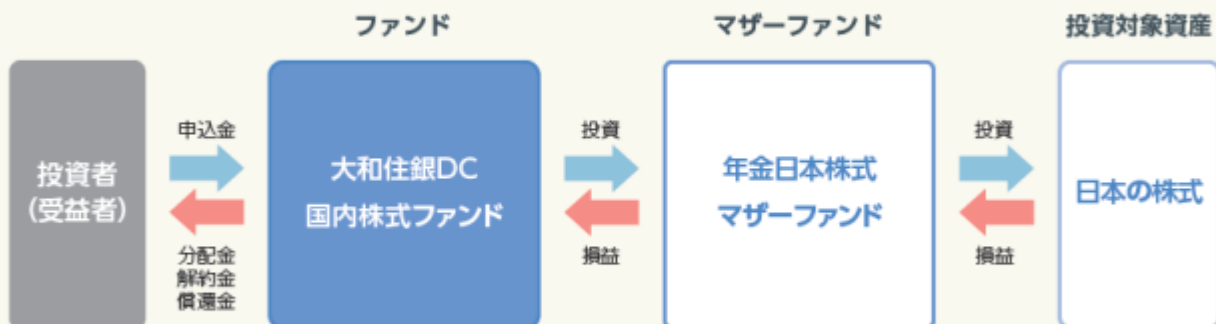 ファンド
マザーファンド
投資対象資産
投資者
(受益者)
申込金
分配金
解約金
償還金
大和住銀DC
国内株式ファンド
投資
損益
年金日本株式
マザーファンド
投資
損益
日本の株式